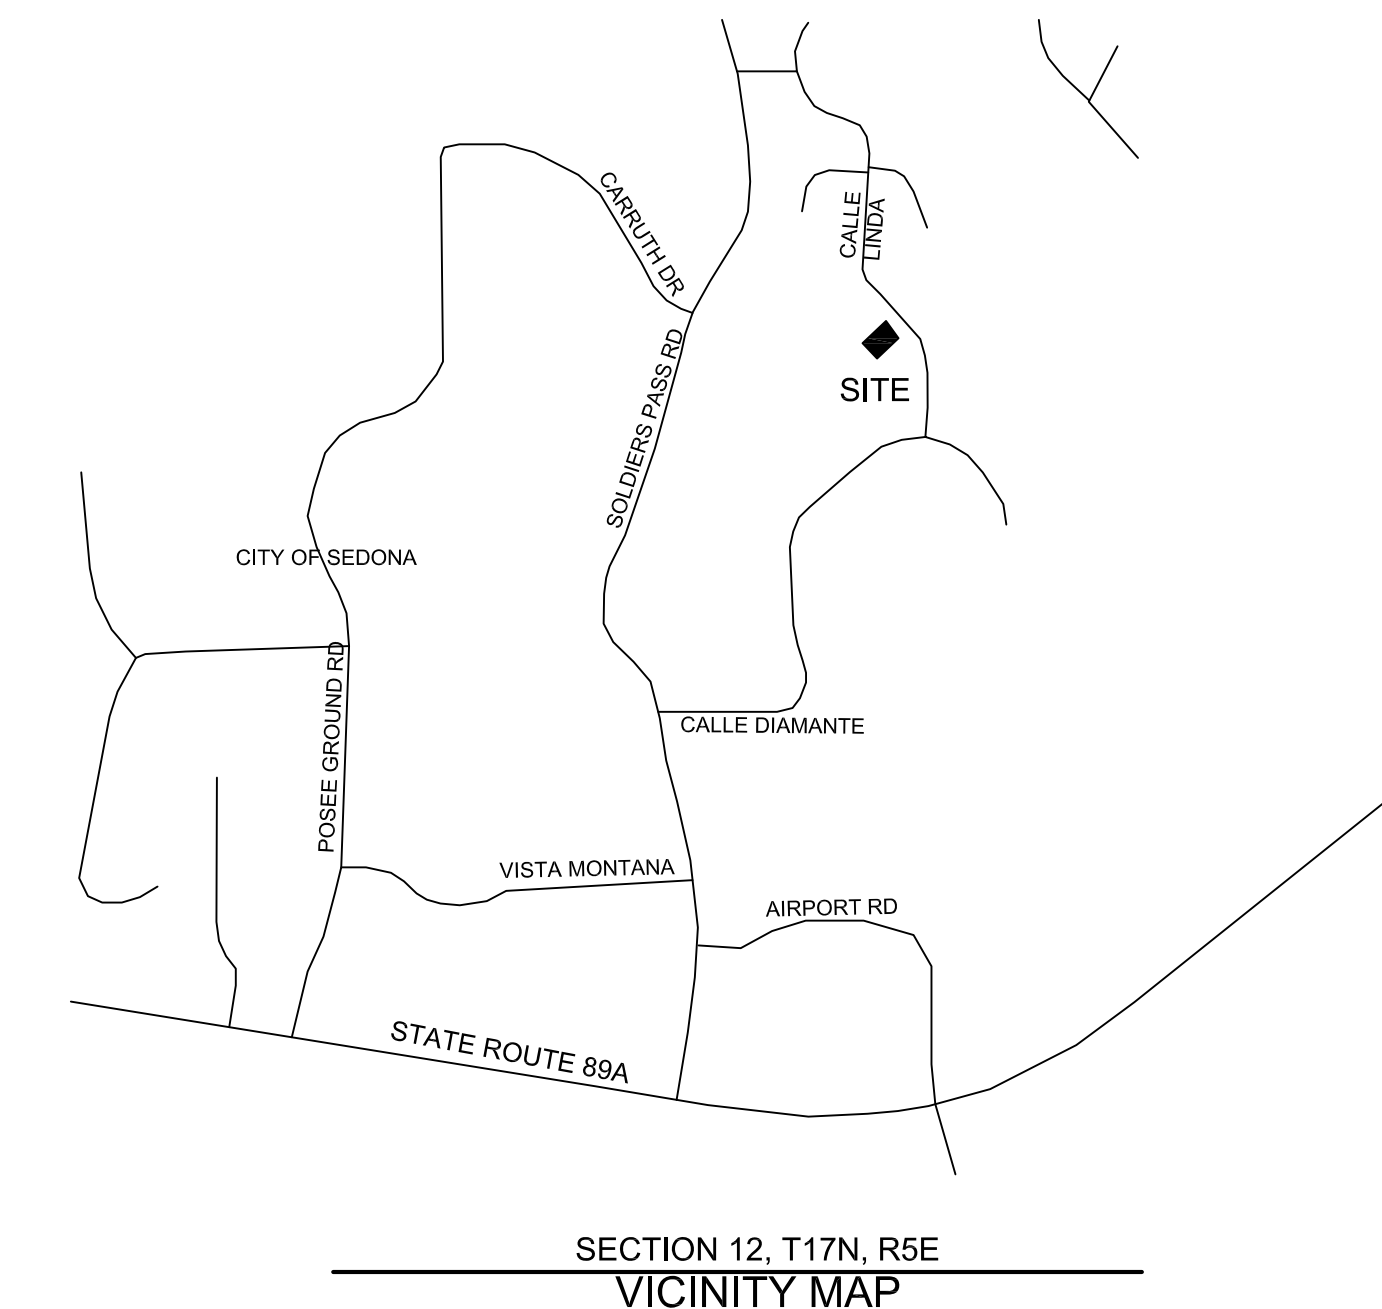 CARRUTH DR
CALLE
LINDA
SOLDIERS PASS RD
SITE
CITY OF SEDONA
POSEE GROUND RD
CALLE DIAMANTE
VISTA MONTANA
AIRPORT RD
STATE ROUTE 89A
SECTION 12, T17N, R5E
VICINITY MAP